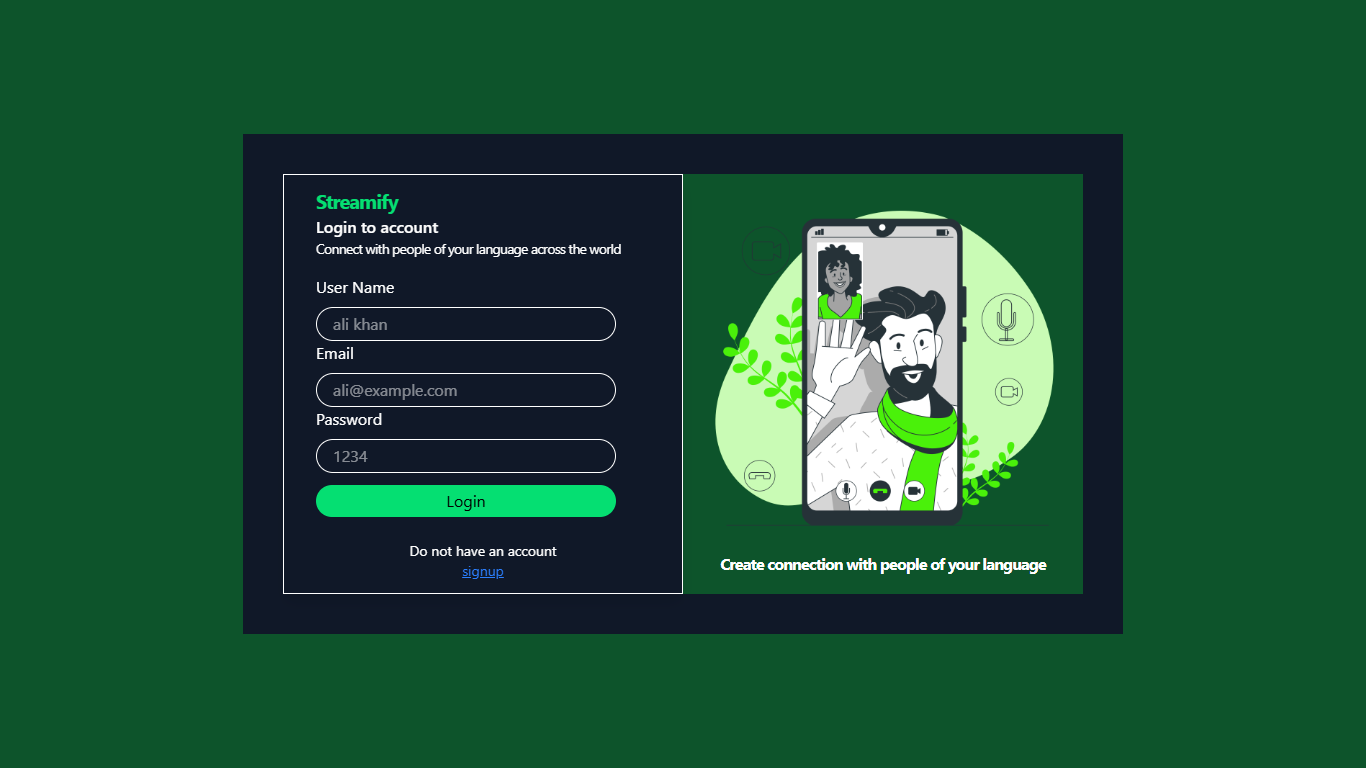 Streamify
Login to account
Connect with people of your language across the world
User Name
ali khan
Email
ali@example.com
Password
1234
Login
Do not have an account
signup
Create connection with people of your language